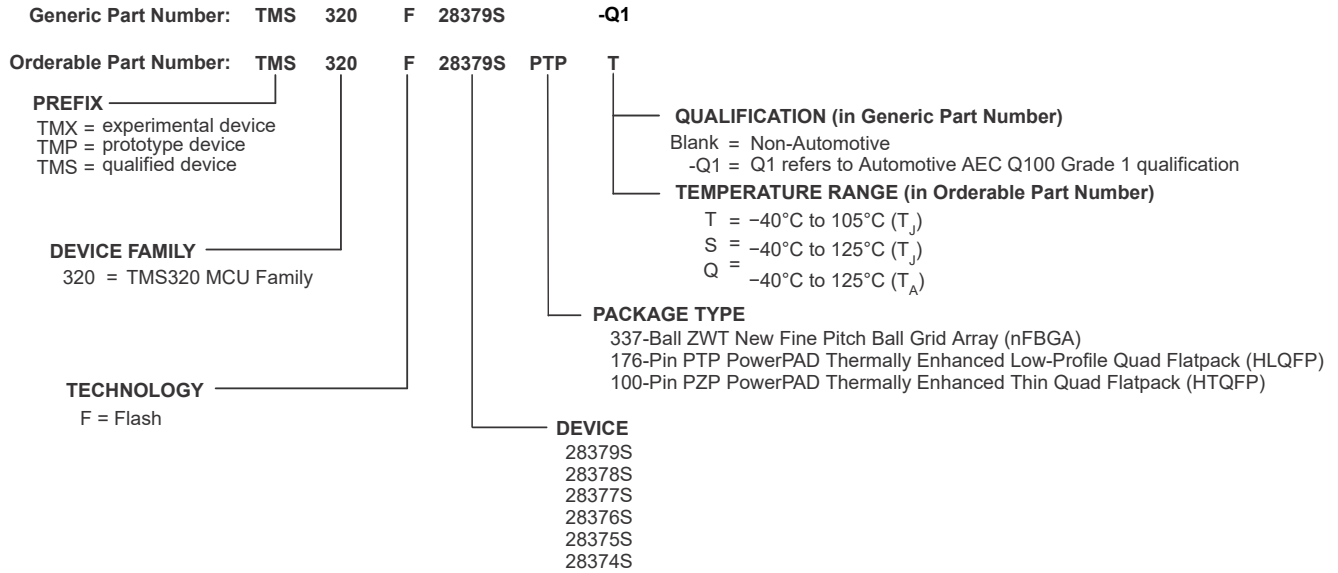 Generic Part Number: TMS 320 F 28379S -Q1
Orderable Part Number: TMS 320 F 28379S PTP T
PREFIX
TMX = experimental device
TMP = prototype device
TMS = qualified device
QUALIFICATION (in Generic Part Number)
Blank = Non-Automotive
-Q1 = Q1 refers to Automotive AEC Q100 Grade 1 qualification
TEMPERATURE RANGE (in Orderable Part Number)
T = −40°C to 105°C (TJ)
S = −40°C to 125°C (TJ)
Q = −40°C to 125°C (TA)
DEVICE FAMILY
320 = TMS320 MCU Family
PACKAGE TYPE
337-Ball ZWT New Fine Pitch Ball Grid Array (nFBGA)
176-Pin PTP PowerPAD Thermally Enhanced Low-Profile Quad Flatpack (HLQFP)
100-Pin PZP PowerPAD Thermally Enhanced Thin Quad Flatpack (HTQFP)
TECHNOLOGY
F = Flash
DEVICE
28379S
28378S
28377S
28376S
28375S
28374S